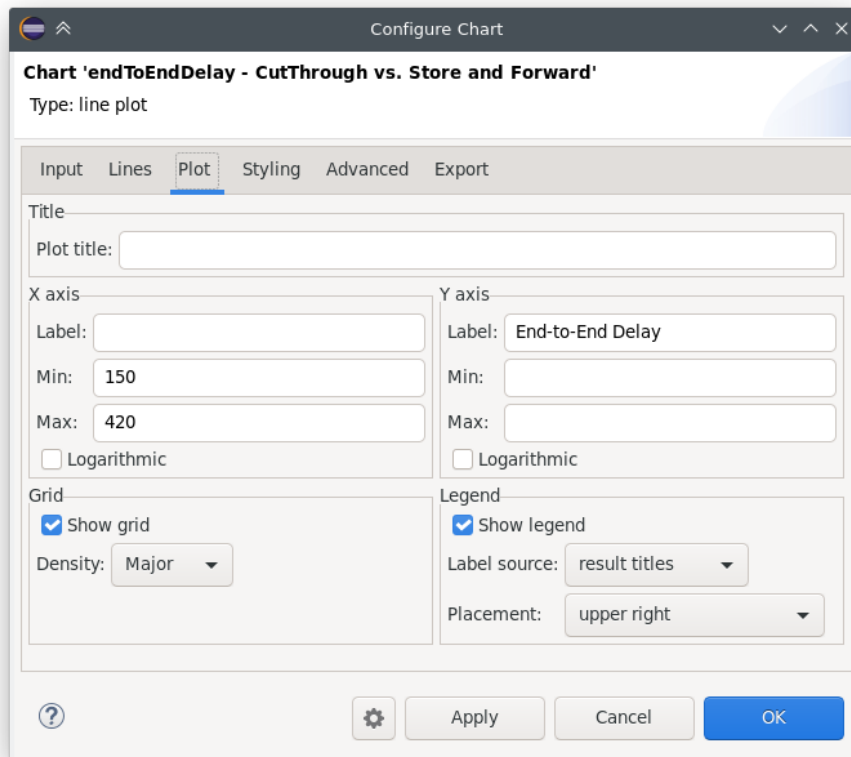 Configure Chart
Chart 'endToEndDelay - CutThrough vs. Store and Forward'
Type: line plot
Input Lines Plot Styling Advanced Export
Title
Plot title:
X axis
Label:
Min: 150
Max: 420
Logarithmic
Y axis
Label: End-to-End Delay
Min:
Max:
Logarithmic
Grid
Show grid
Density: Major
Legend
Show legend
Label source: result titles
Placement: upper right
?
Apply Cancel OK